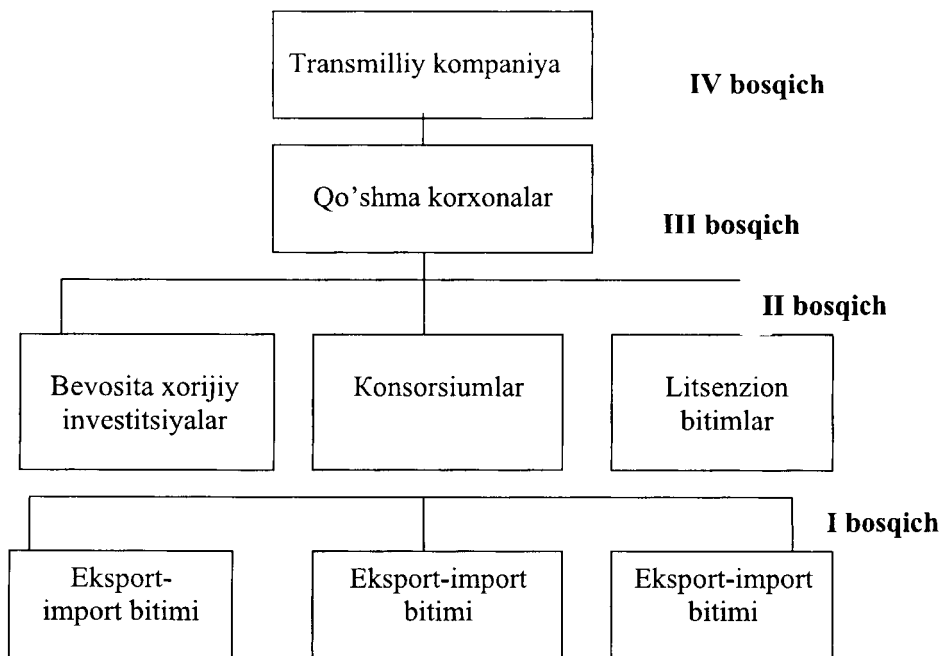 Transmilliy kompaniya
IV bosqich
Qo'shma korxonalar
III bosqich
II bosqich
Bevosita xorijiy
investitsiyalar
Konsorsiumlar
Litsenzion
bitimlar
I bosqich
Eksport-
import bitimi
Eksport-import
bitimi
Eksport-import
bitimi